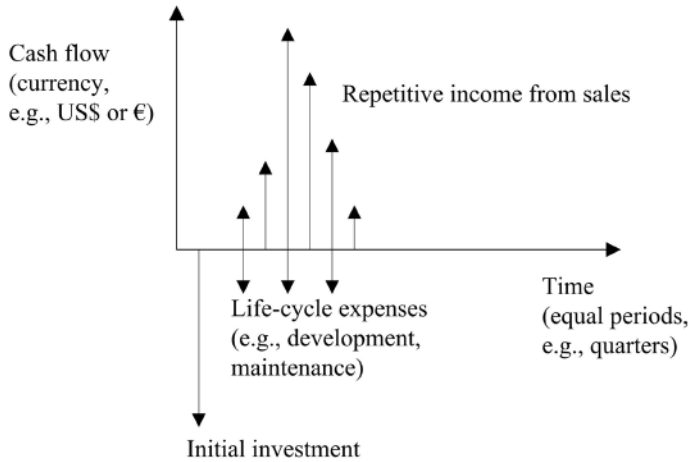 Cash flow
(currency,
e.g., US$ or €)
Repetitive income from sales
Life-cycle expenses
(e.g., development,
maintenance)
Time
(equal periods,
e.g., quarters)
Initial investment